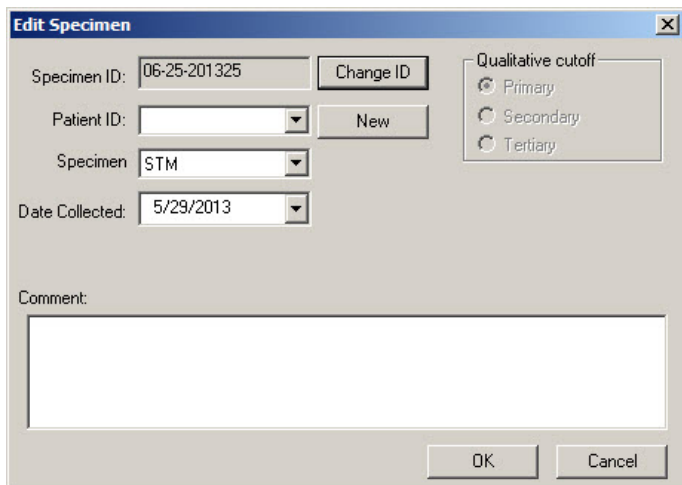 Edit Specimen
Specimen ID: 06-25-201325 Change ID
Qualitative cutoff
Primary
Secondary
Tertiary
Patient ID: New
Specimen STM
Date Collected: 5/29/2013
Comment:
OK Cancel